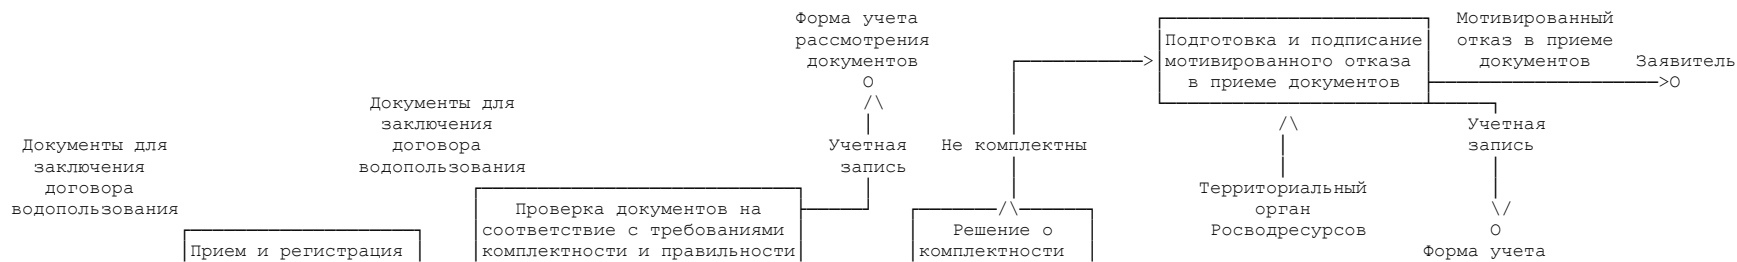 Форма учета
рассмотрения
документов
О
Подготовка и подписание
мотивированного отказа
в приеме документов
Мотивированный
отказ в приеме
документов
Заявитель
>О
Документы для
заключения
договора
водопользования
Документы для
заключения
договора
водопользования
Учетная
запись
Не комплектны
Учетная
запись
Территориальный
орган
Росводресурсов
Проверка документов на
соответствие с требованиями
комплектности и правильности
Решение о
комплектности
О
Форма учета
Прием и регистрация